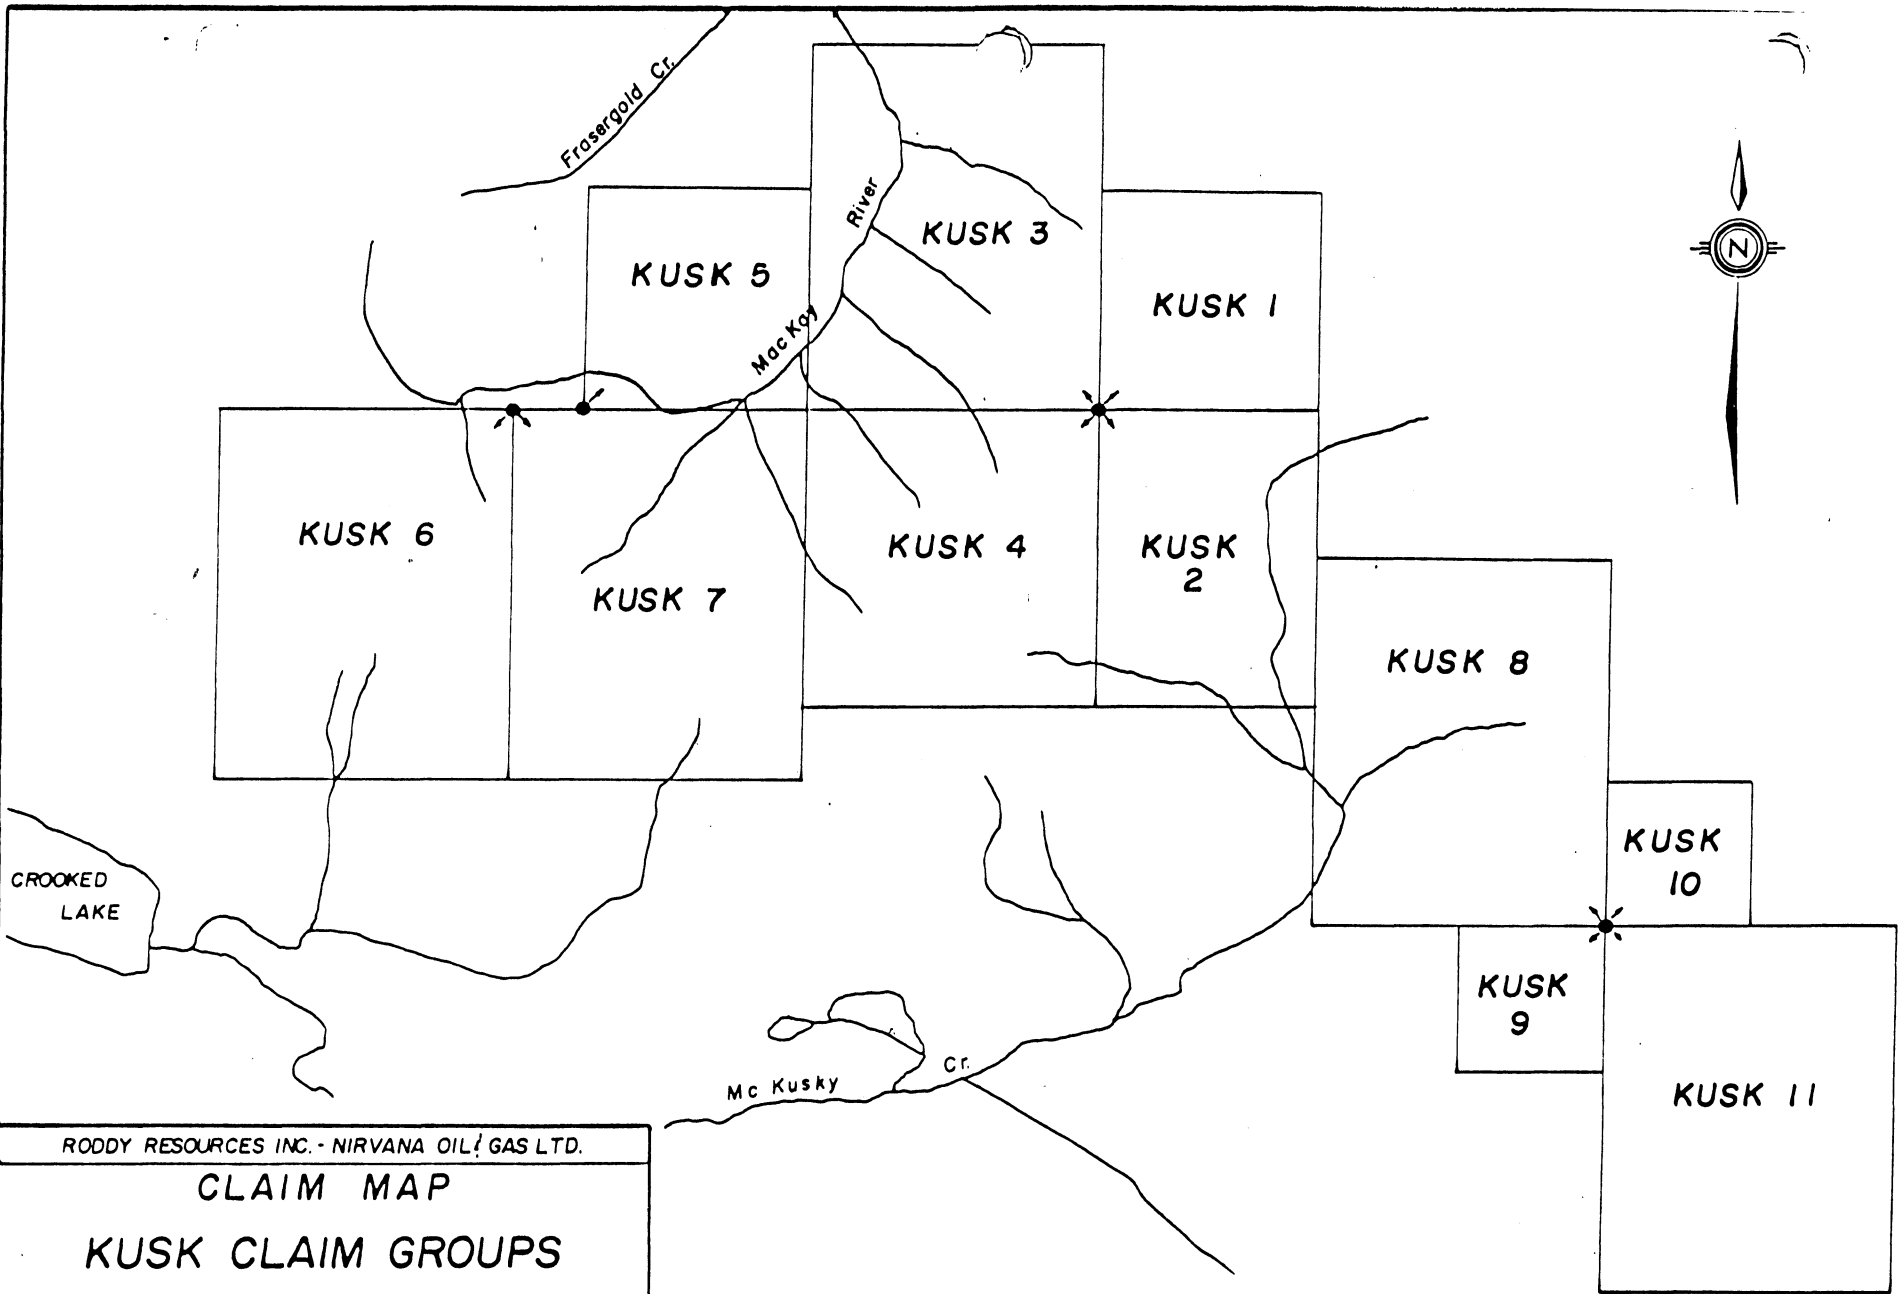 Frasergold Cr.
River
MacKay
KUSK 3
KUSK 5
KUSK 1
N
KUSK 6
KUSK 7
KUSK 4
KUSK
2
KUSK 8
KUSK
10
CROOKED
LAKE
KUSK
9
KUSK 11
Mc Kusky Cr.
RODDY RESOURCES INC. - NIRVANA OIL & GAS LTD.
CLAIM MAP
KUSK CLAIM GROUPS